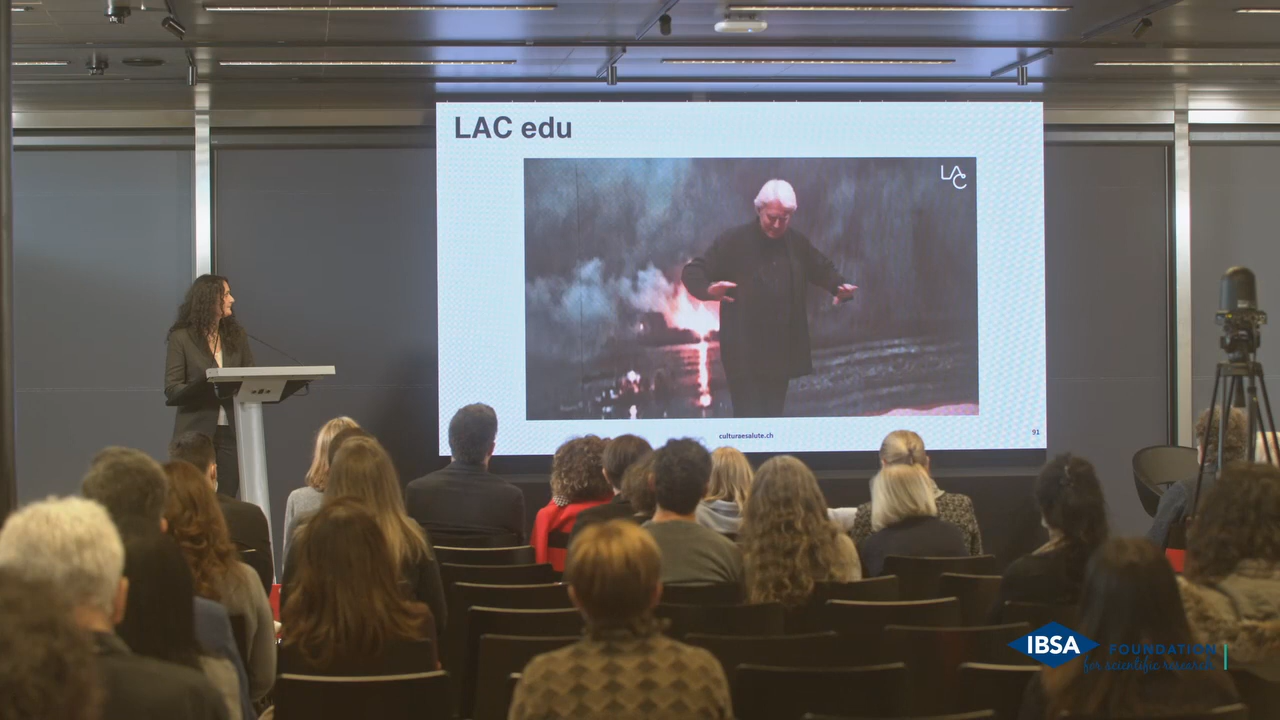 LAC edu
LAC
culturaesalute.ch
91
IBSA
FOUNDATION
for scientific research